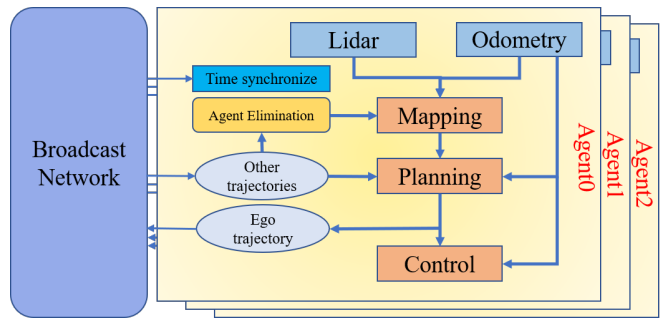 Lidar
Odometry
Time synchronize
Agent Elimination
Mapping
Broadcast
Network
Other
trajectories
Planning
Ego
trajectory
Control
Agent0
Agent1
Agent2